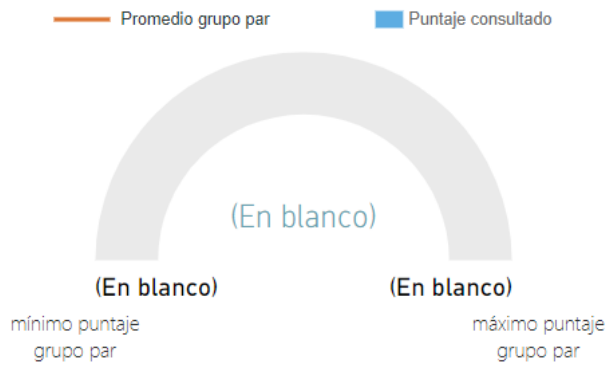 Promedio grupo par
Puntaje consultado
(En blanco)
(En blanco)
(En blanco)
mínimo puntaje
grupo par
máximo puntaje
grupo par